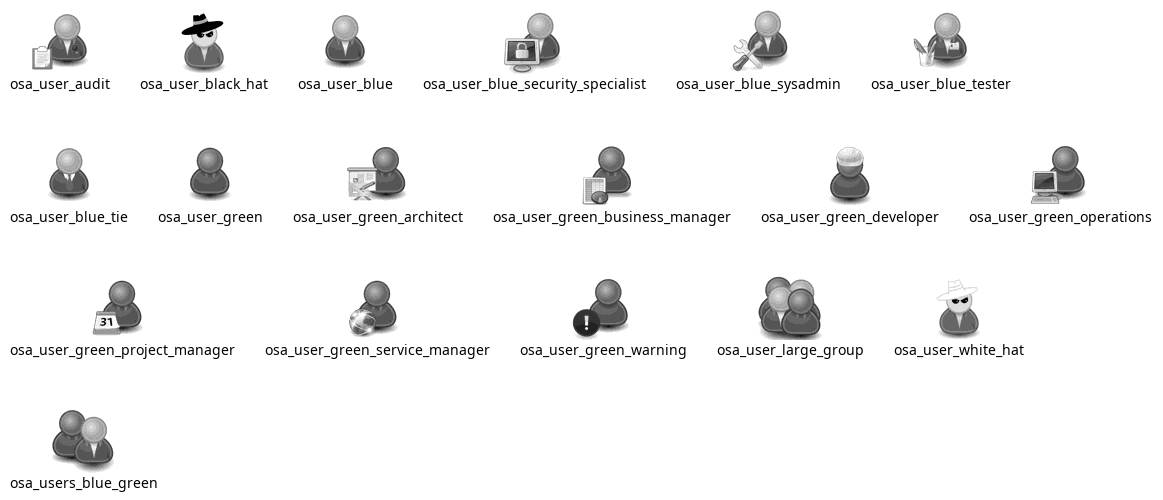 osa_user_audit osa_user_black_hat osa_user_blue osa_user_blue_security_specialist osa_user_blue_sysadmin osa_user_blue_tester
osa_user_blue_tie osa_user_green osa_user_green_architect osa_user_green_business_manager osa_user_green_developer osa_user_green_operations
31
!
osa_user_green_project_manager osa_user_green_service_manager osa_user_green_warning osa_user_large_group osa_user_white_hat
osa_users_blue_green